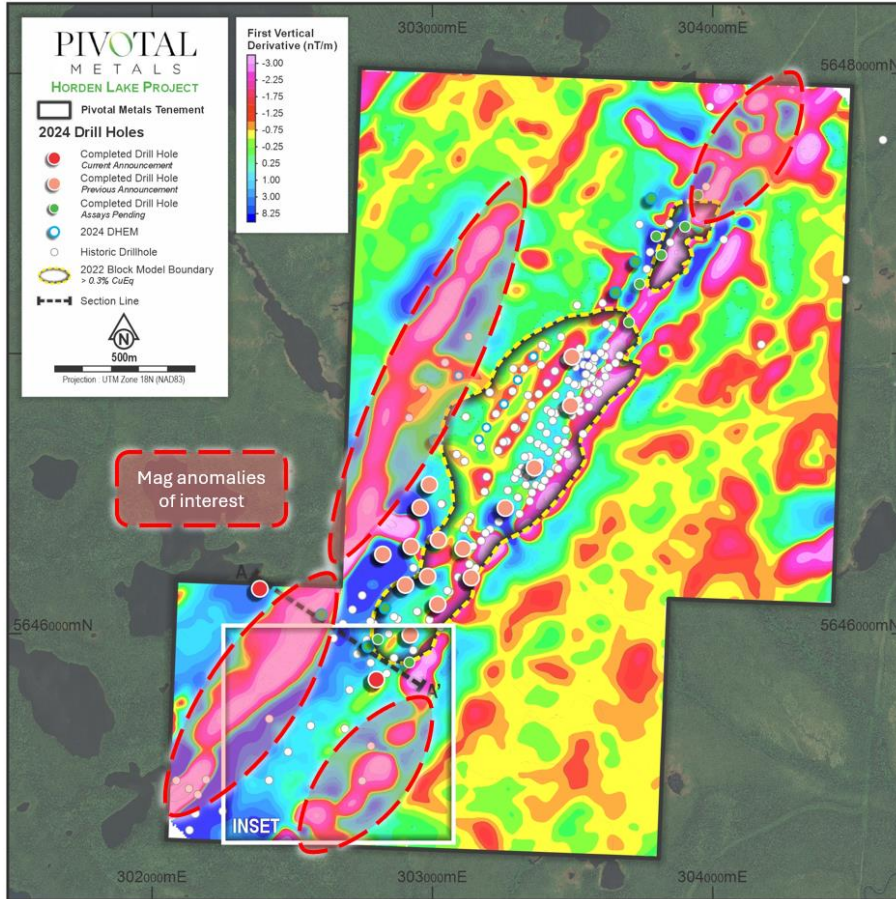 303000mE
304000mE
5648000mN
PIVOTAL
METALS
HORDEN LAKE PROJECT
Pivotal Metals Tenement
2024 Drill Holes
Completed Drill Hole
Current Announcement
Completed Drill Hole
Previous Announcement
Completed Drill Hole
Assays Pending
2024 DHEM
Historic Drillhole
2022 Block Model Boundary
> 0.3% CuEq
Section Line
N
500m
Projection : UTM Zone 18N (NAD83)
First Vertical
Derivative (nT/m)
-3.00
-2.25
-1.75
-1.25
-0.75
0.25
0.25
1.00
3.00
8.25
Mag anomalies
of interest
A
5646000mN
5646000mN
A'
INSET
302000mE
303000mE
304000mE